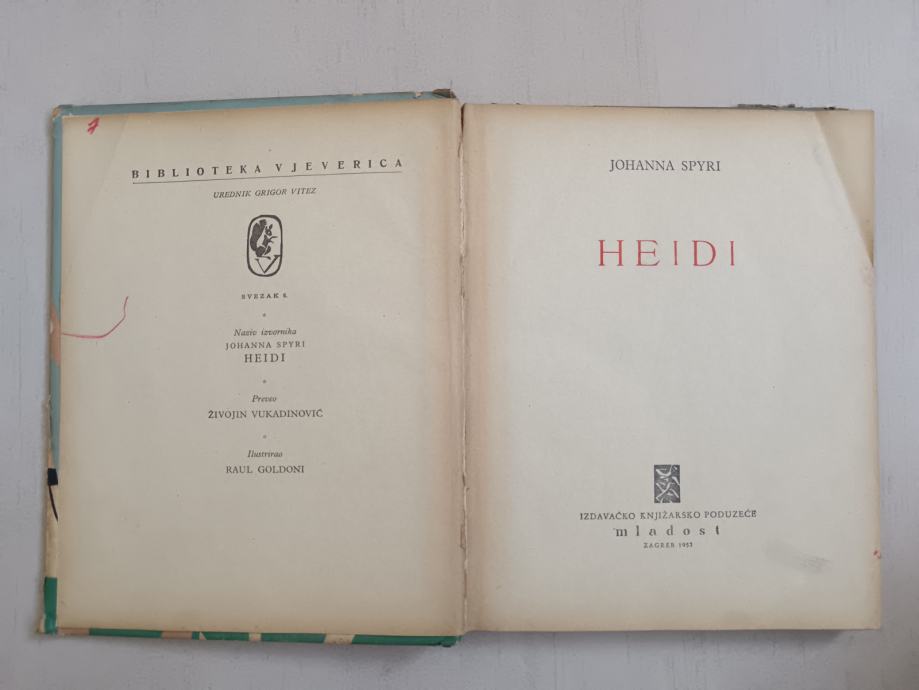 BIBLIOTEKA VJEVERICA
UREDNIK GRIGOR VITEZ
V
SVEZAK 6.
*
Naziv izvornika
JOHANNA SPYRI
HEIDI
*
Preveo
ŽIVOJIN VUKADINOVIĆ
*
Ilustrirao
RAUL GOLDONI
JOHANNA SPYRI
HEIDI
IZDAVAČKO KNJIŽARSKO PODUZEĆE
mladost
ZAGREB 1953